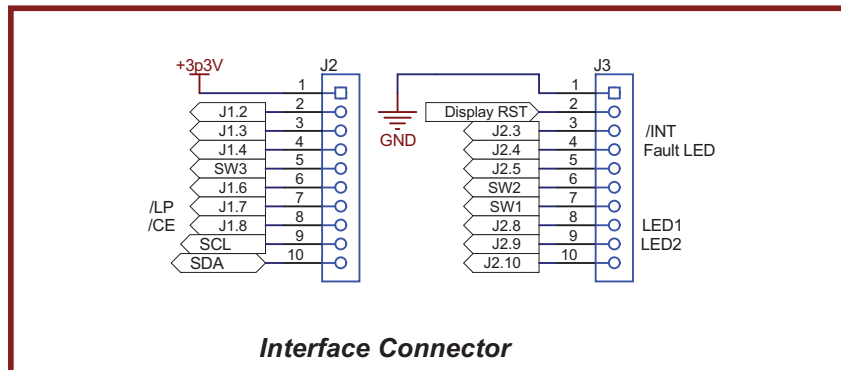 +3p3V
J2
1
2
J1.2
3
J1.3
4
J1.4
5
SW3
6
J1.6
/LP
7
J1.7
/CE
8
J1.8
9
SCL
10
SDA
GND
J3
1
Display RST
2
J2.3
3
/INT
J2.4
4
Fault LED
J2.5
5
SW2
6
SW1
7
J2.8
8
LED1
J2.9
9
LED2
J2.10
10
Interface Connector